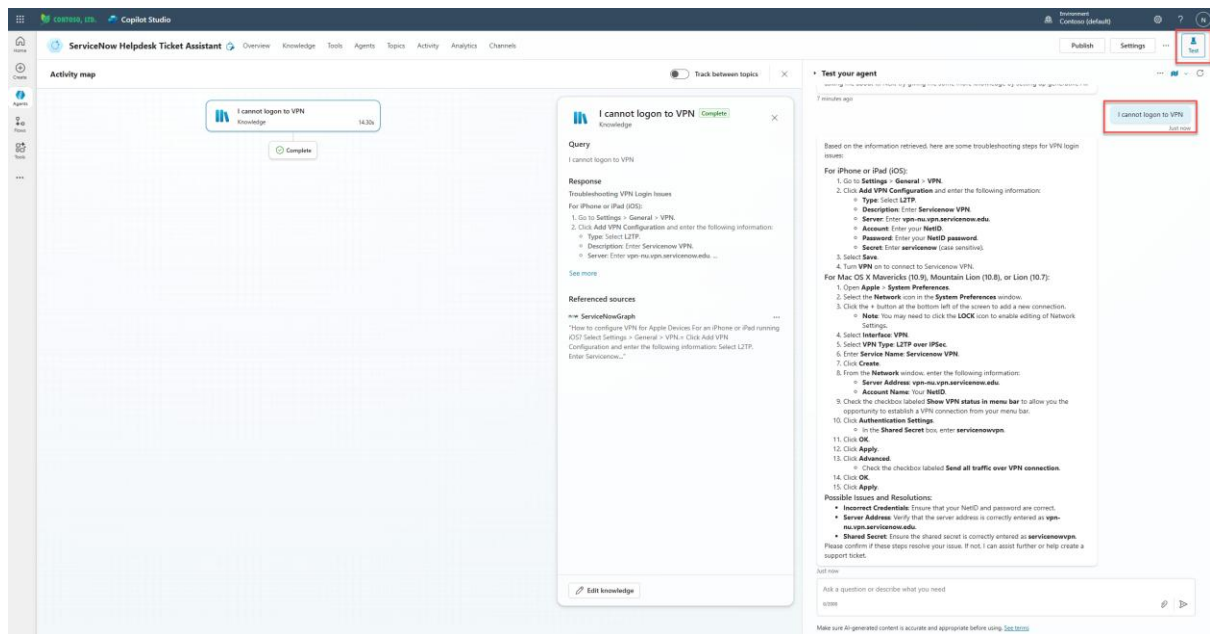 CONTOSO, LTD.
Copilot Studio
Environment
Contoso (default)
?
N
Home
Create
Agents
Flows
Tools
ServiceNow Helpdesk Ticket Assistant
Overview Knowledge Tools Agents Topics Activity Analytics Channels
Publish
Settings
...
Test
Activity map
Track between topics
I cannot logon to VPN
Knowledge
14.30s
Complete
I cannot logon to VPN Complete
Knowledge
Query
I cannot logon to VPN
Response
Troubleshooting VPN Login Issues
For iPhone or iPad (iOS):
1. Go to Settings > General > VPN.
2. Click Add VPN Configuration and enter the following information:
Type: Select L2TP.
Description: Enter Servicenow VPN.
Server: Enter vpn-nu.vpn.servicenow.edu. ...
See more
Referenced sources
ServiceNowGraph
...
"How to configure VPN for Apple Devices For an iPhone or iPad running
iOS? Select Settings > General > VPN.= Click Add VPN
Configuration and enter the following information: Select L2TP.
Enter Servicenow..."
Edit knowledge
Test your agent
...
7 minutes ago
I cannot logon to VPN
Just now
Based on the information retrieved, here are some troubleshooting steps for VPN login
issues:
For iPhone or iPad (iOS):
1. Go to Settings > General > VPN.
2. Click Add VPN Configuration and enter the following information:
Type: Select L2TP.
Description: Enter Servicenow VPN.
Server: Enter vpn-nu.vpn.servicenow.edu.
Account: Enter your NetID.
Password: Enter your NetID password.
Secret: Enter servicenow (case sensitive).
3. Select Save.
4. Turn VPN on to connect to Servicenow VPN.
For Mac OS X Mavericks (10.9), Mountain Lion (10.8), or Lion (10.7):
1. Open Apple > System Preferences.
2. Select the Network icon in the System Preferences window.
3. Click the + button at the bottom left of the screen to add a new connection.
Note: You may need to click the LOCK icon to enable editing of Network
Settings.
4. Select Interface: VPN.
5. Select VPN Type: L2TP over IPSec.
6. Enter Service Name: Servicenow VPN.
7. Click Create.
8. From the Network window, enter the following information:
Server Address: vpn-nu.vpn.servicenow.edu.
Account Name: Your NetID.
9. Check the checkbox labeled Show VPN status in menu bar to allow you the
opportunity to establish a VPN connection from your menu bar.
10. Click Authentication Settings.
In the Shared Secret box, enter servicenowvpn.
11. Click OK.
12. Click Apply.
13. Click Advanced.
Check the checkbox labeled Send all traffic over VPN connection.
14. Click OK.
15. Click Apply.
Possible Issues and Resolutions:
Incorrect Credentials: Ensure that your NetID and password are correct.
Server Address: Verify that the server address is correctly entered as vpn-
nu.vpn.servicenow.edu.
Shared Secret: Ensure the shared secret is correctly entered as servicenowvpn.
Please confirm if these steps resolve your issue. If not, I can assist further or help create a
support ticket.
Just now
Ask a question or describe what you need
Make sure AI-generated content is accurate and appropriate before using. See terms